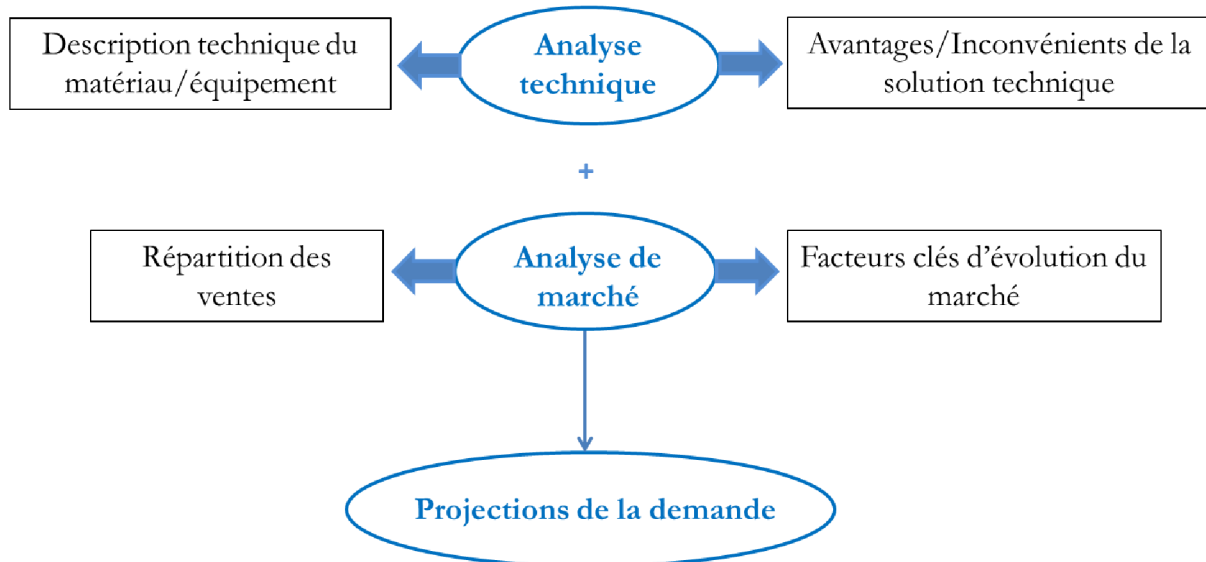 Description technique du
matériau/équipement
Analyse
technique
Avantages/Inconvénients de la
solution technique
+
Répartition des
ventes
Analyse de
marché
Facteurs clés d’évolution du
marché
Projections de la demande